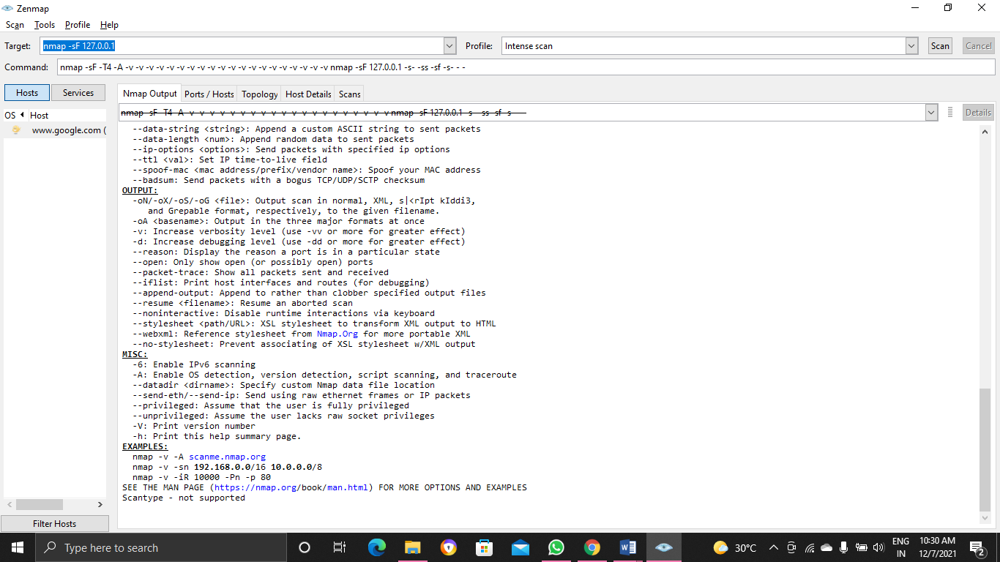 Zenmap
Scan Tools Profile Help
Target: nmap -sF 127.0.0.1 Profile: Intense scan Scan Cancel
Command: nmap -sF -T4 -A -v -v -v -v -v -v -v -v -v -v -v -v -v -v -v -v -v -v -v -v nmap -sF 127.0.0.1 -s- -ss -sf -s- - -
Hosts Services
Nmap Output Ports / Hosts Topology Host Details Scans
OS Host
nmap -sF -T4 -A -v -v -v -v -v -v -v -v -v -v -v -v -v -v -v -v -v -v -v -v nmap -sF 127.0.0.1 -s- -ss -sf -s- - -
Details
www.google.com (
--data-string <string>: Append a custom ASCII string to sent packets
--data-length <num>: Append random data to sent packets
--ip-options <options>: Send packets with specified ip options
--ttl <val>: Set IP time-to-live field
--spoof-mac <mac address/prefix/vendor name>: Spoof your MAC address
--badsum: Send packets with a bogus TCP/UDP/SCTP checksum
OUTPUT:
-oN/-oX/-oS/-oG <file>: Output scan in normal, XML, s|<rIpt kIddi3,
and Grepable format, respectively, to the given filename.
-oA <basename>: Output in the three major formats at once
-v: Increase verbosity level (use -vv or more for greater effect)
-d: Increase debugging level (use -dd or more for greater effect)
--reason: Display the reason a port is in a particular state
--open: Only show open (or possibly open) ports
--packet-trace: Show all packets sent and received
--iflist: Print host interfaces and routes (for debugging)
--append-output: Append to rather than clobber specified output files
--resume <filename>: Resume an aborted scan
--noninteractive: Disable runtime interactions via keyboard
--stylesheet <path/URL>: XSL stylesheet to transform XML output to HTML
--webxml: Reference stylesheet from Nmap.Org for more portable XML
--no-stylesheet: Prevent associating of XSL stylesheet w/XML output
MISC:
-6: Enable IPv6 scanning
-A: Enable OS detection, version detection, script scanning, and traceroute
--datadir <dirname>: Specify custom Nmap data file location
--send-eth/--send-ip: Send using raw ethernet frames or IP packets
--privileged: Assume that the user is fully privileged
--unprivileged: Assume the user lacks raw socket privileges
-V: Print version number
-h: Print this help summary page.
EXAMPLES:
nmap -v -A scanme.nmap.org
nmap -v -sn 192.168.0.0/16 10.0.0.0/8
nmap -v -iR 10000 -Pn -p 80
SEE THE MAN PAGE (https://nmap.org/book/man.html) FOR MORE OPTIONS AND EXAMPLES
Scantype - not supported
Filter Hosts
Type here to search
30°C
ENG
IN
10:30 AM
12/7/2021
2